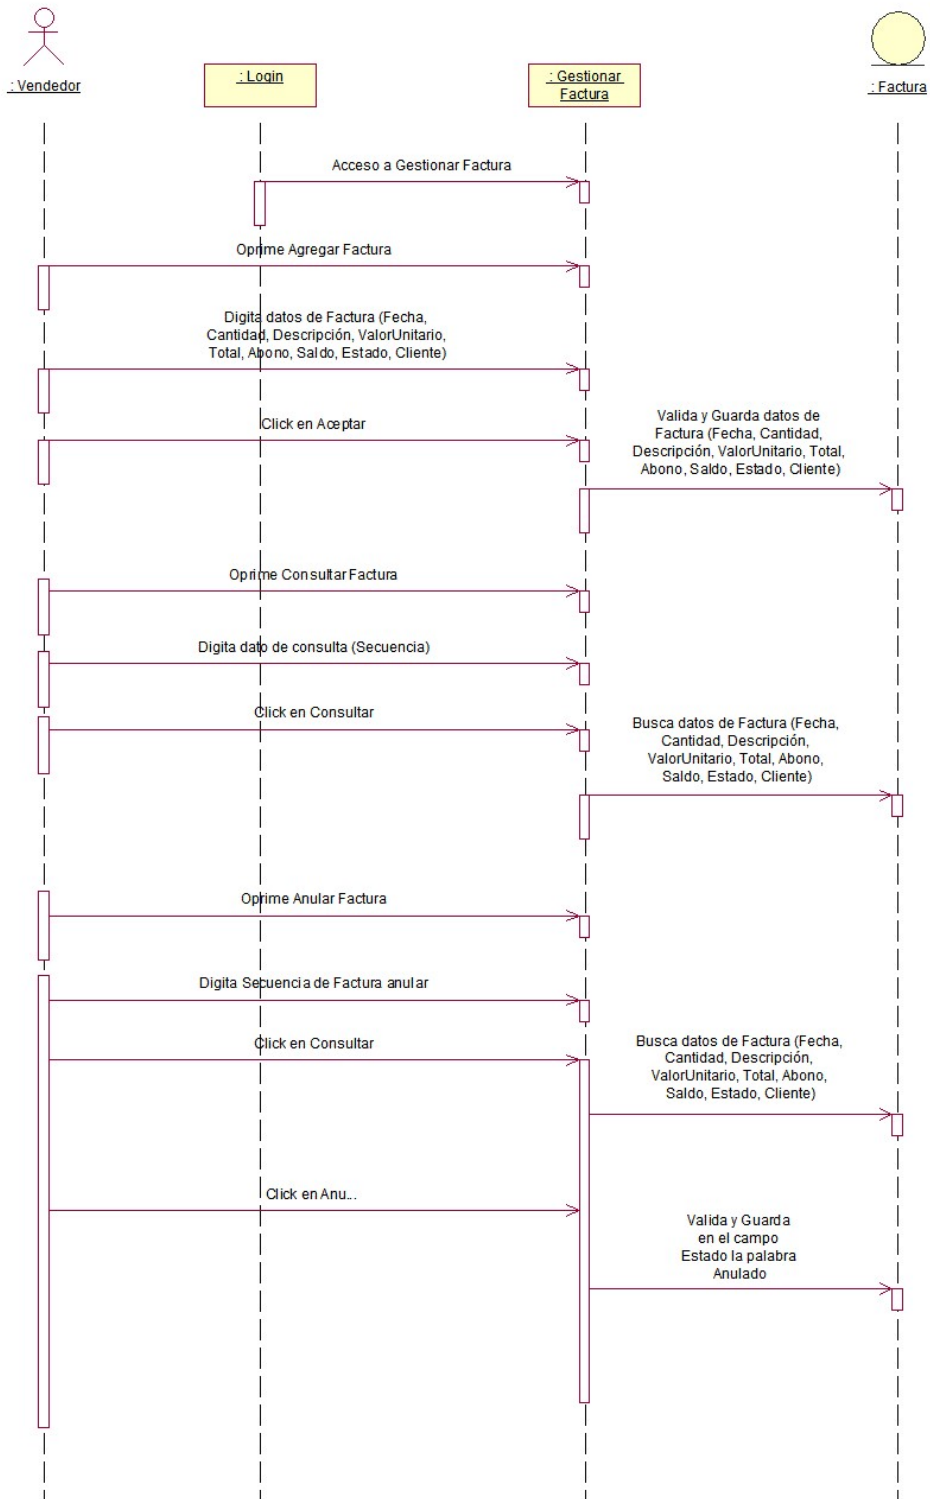 : Vendedor
: Login
: Gestionar
Factura
: Factura
Acceso a Gestionar Factura
Oprime Agregar Factura
Digita datos de Factura (Fecha,
Cantidad, Descripción, ValorUnitario,
Total, Abono, Saldo, Estado, Cliente)
Click en Aceptar
Valida y Guarda datos de
Factura (Fecha, Cantidad,
Descripción, ValorUnitario, Total,
Abono, Saldo, Estado, Cliente)
Oprime Consultar Factura
Digita dato de consulta (Secuencia)
Click en Consultar
Busca datos de Factura (Fecha,
Cantidad, Descripción,
ValorUnitario, Total, Abono,
Saldo, Estado, Cliente)
Oprime Anular Factura
Digita Secuencia de Factura anular
Click en Consultar
Busca datos de Factura (Fecha,
Cantidad, Descripción,
ValorUnitario, Total, Abono,
Saldo, Estado, Cliente)
Click en Anu...
Valida y Guarda
en el campo
Estado la palabra
Anulado